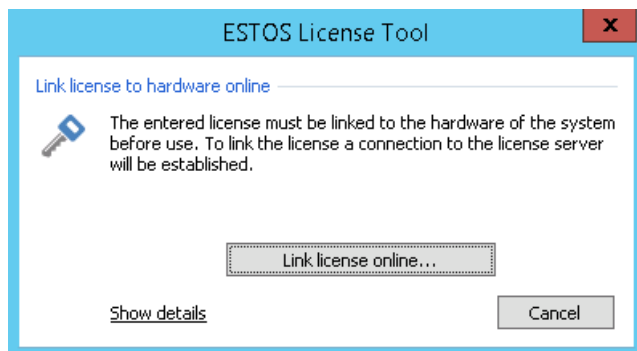 ESTOS License Tool
x
Link license to hardware online
The entered license must be linked to the hardware of the system
before use. To link the license a connection to the license server
will be established.
Link license online...
Show details
Cancel